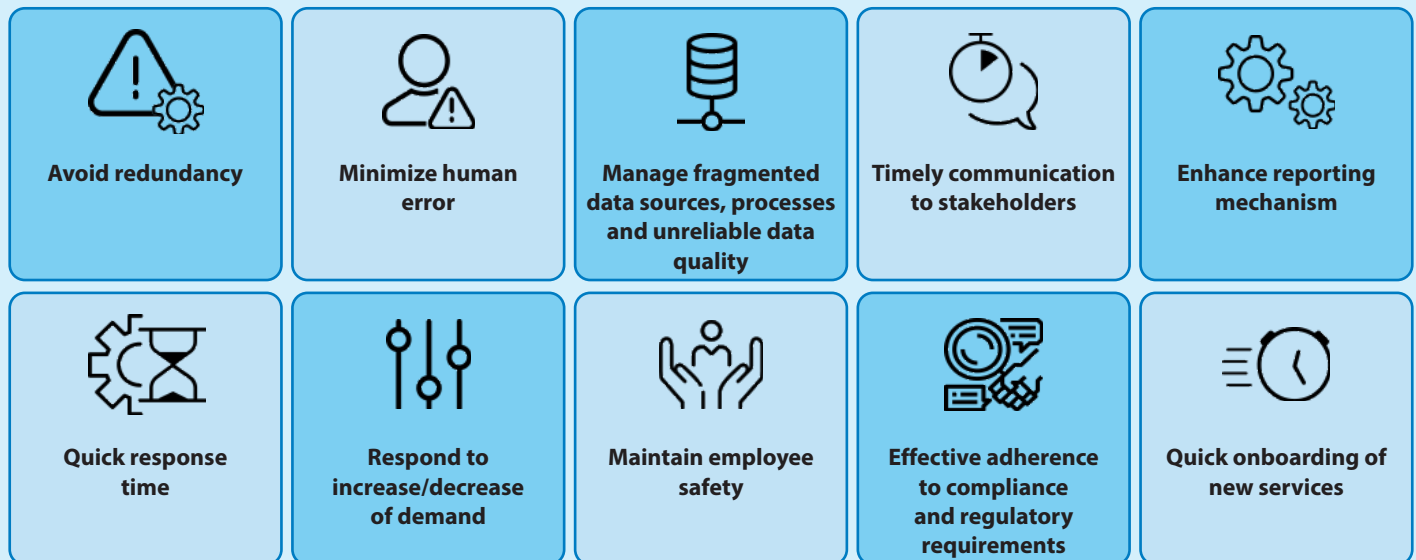 Avoid redundancy
Minimize human
error
Manage fragmented
data sources, processes
and unreliable data
quality
Timely communication
to stakeholders
Enhance reporting
mechanism
Quick response
time
Respond to
increase/decrease
of demand
Maintain employee
safety
Effective adherence
to compliance
and regulatory
requirements
Quick onboarding of
new services